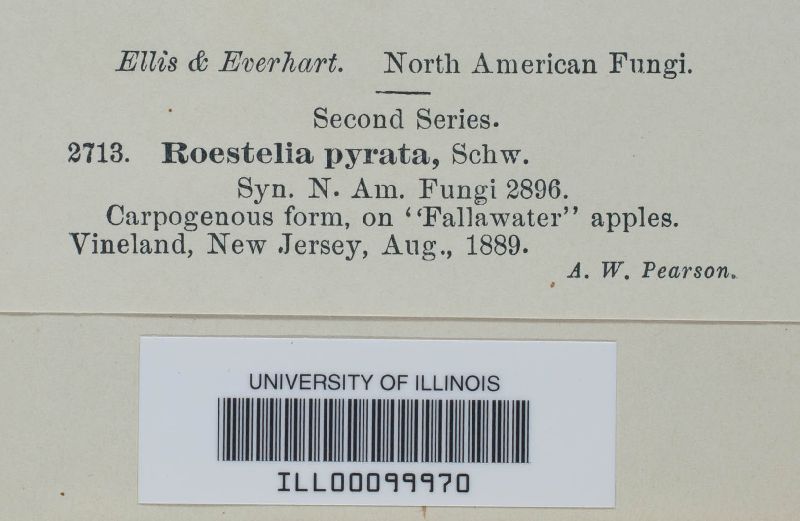 Ellis & Everhart. North American Fungi.
Second Series.
2713. Roestelia pyrata, Schw.
Syn. N. Am. Fungi 2896.
Carpogenous form, on "Fallawater" apples.
Vineland, New Jersey, Aug., 1889.
A. W. Pearson.
UNIVERSITY OF ILLINOIS
ILL00099970